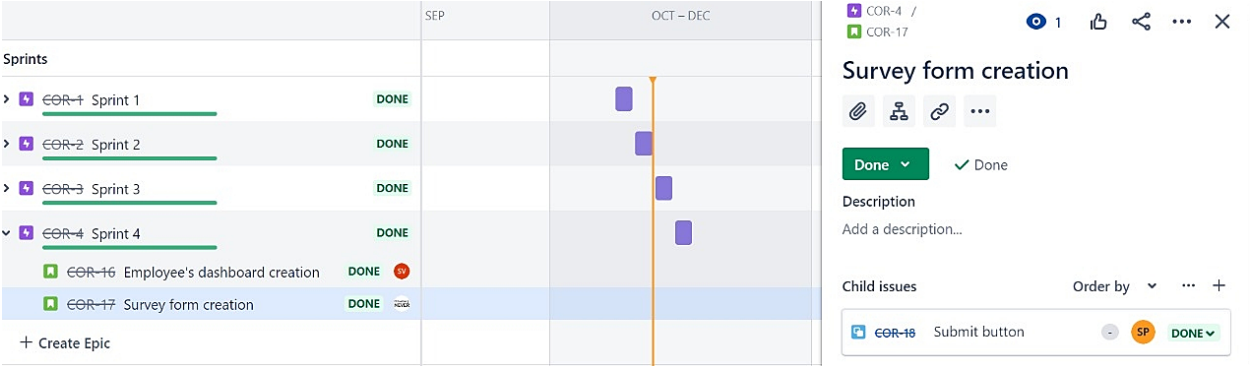 SEP OCT – DEC
Sprints
COR-1 Sprint 1 DONE
COR-2 Sprint 2 DONE
COR-3 Sprint 3 DONE
COR-4 Sprint 4 DONE
COR-16 Employee's dashboard creation DONE SV
COR-17 Survey form creation DONE
+ Create Epic
COR-4 /
COR-17
1
Survey form creation
Done Done
Description
Add a description...
Child issues Order by
COR-18 Submit button - SP DONE